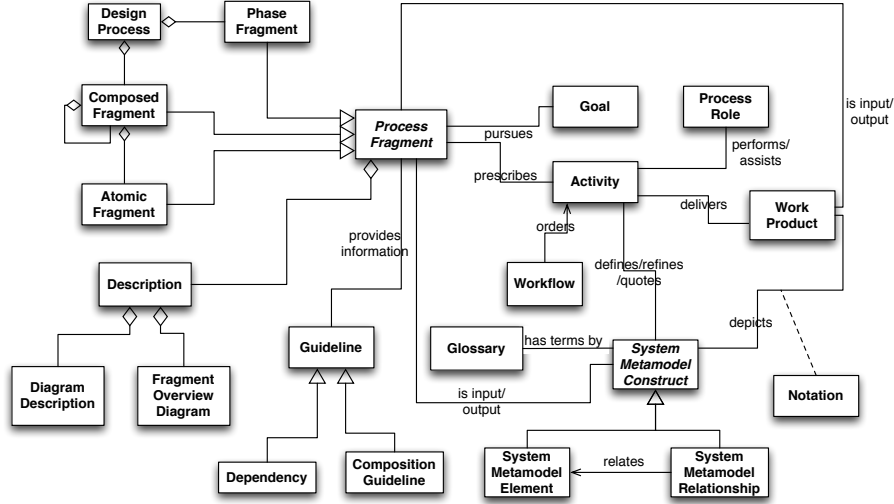 Design
Process
Phase
Fragment
Composed
Fragment
Atomic
Fragment
Process
Fragment
Goal
Process
Role
is input/
output
pursues
performs/
assists
prescribes
Activity
delivers
Work
Product
orders
provides
information
Workflow
defines/refines
/quotes
Description
Diagram
Description
Fragment
Overview
Diagram
Guideline
Glossary
has terms by
System
Metamodel
Construct
depicts
Notation
is input/
output
Dependency
Composition
Guideline
System
Metamodel
Element
relates
System
Metamodel
Relationship